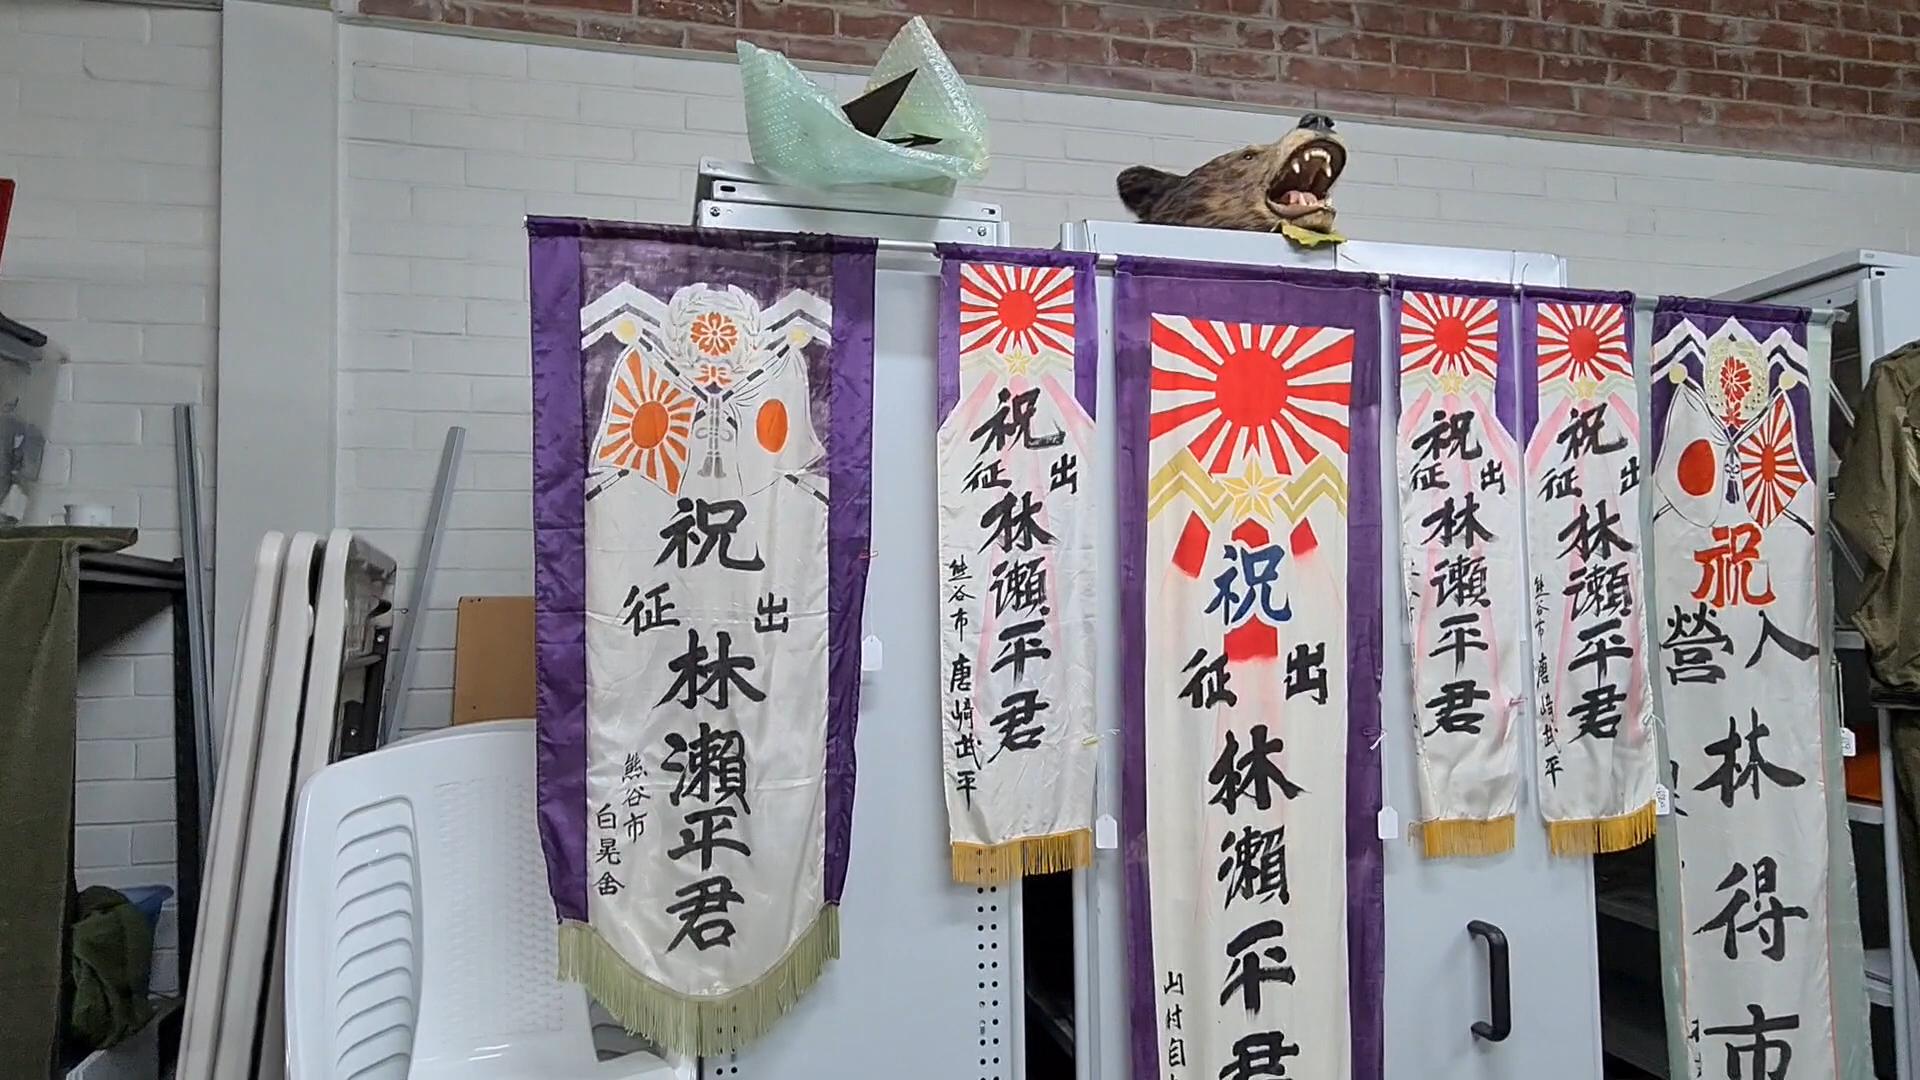 祝
出征
林瀬平君
熊谷市
白晃舎
祝
出征
林瀬平君
熊谷市 唐崎武平
祝
出征
林瀬平君
祝
出征
林瀬平君
祝
出征
林瀬平君
熊谷市 唐崎武平
祝
入營
林得市